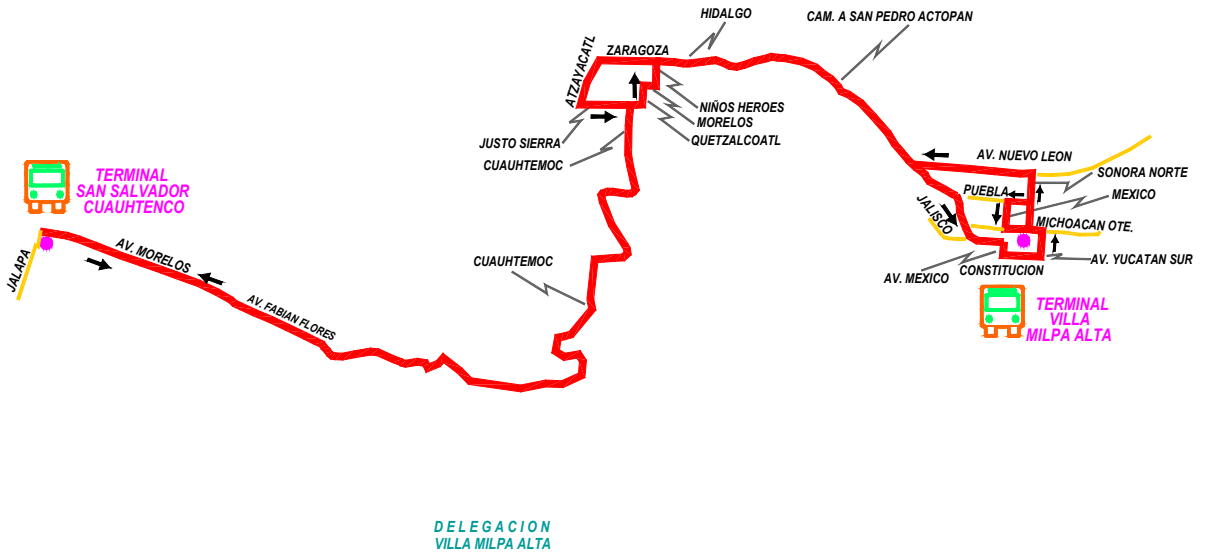 HIDALGO
CAM. A SAN PEDRO ACTOPAN
ATZAYACATL
ZARAGOZA
NIÑOS HEROES
MORELOS
QUETZALCOATL
JUSTO SIERRA
CUAUHTEMOC
AV. NUEVO LEON
SONORA NORTE
PUEBLA
MEXICO
JALISCO
MICHOACAN OTE.
TERMINAL
SAN SALVADOR
CUAUHTENCO
JALAPA
AV. MORELOS
AV. FABIAN FLORES
CUAUHTEMOC
AV. MEXICO
CONSTITUCION
AV. YUCATAN SUR
TERMINAL
VILLA
MILPA ALTA
DELEGACION
VILLA MILPA ALTA